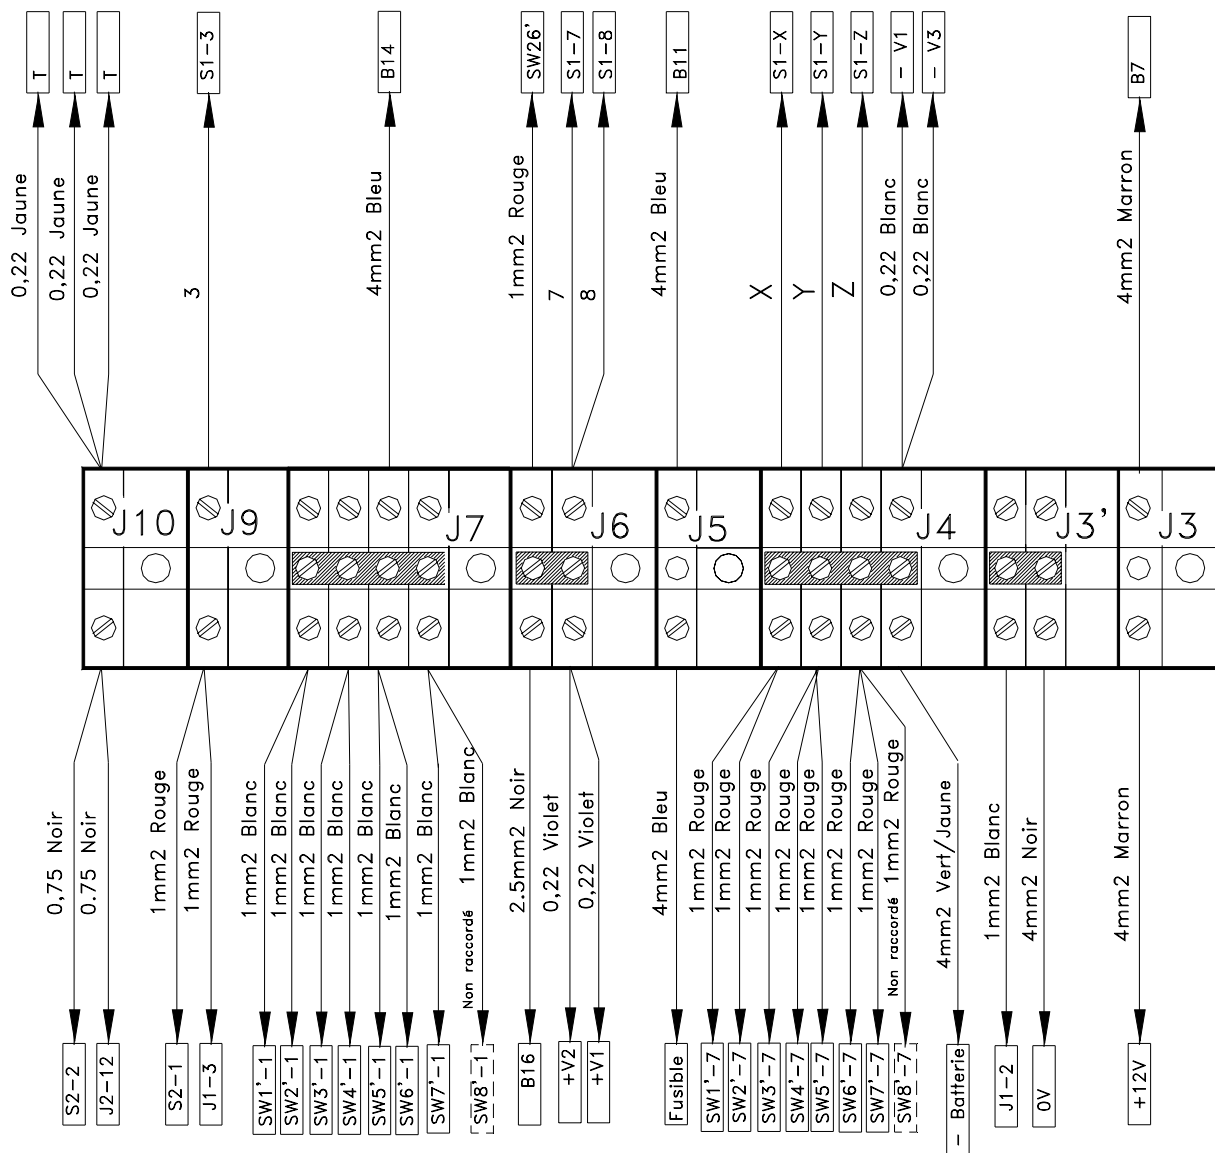 T
T
T
S1-3
B14
SW26'
S1-7
S1-8
B11
S1-X
S1-Y
S1-Z
- V1
- V3
B7
0,22 Jaune
0,22 Jaune
0,22 Jaune
3
4mm2 Bleu
1mm2 Rouge
7
8
4mm2 Bleu
X
Y
Z
0,22 Blanc
0,22 Blanc
4mm2 Marron
J10
J9
J7
J6
J5
J4
J3'
J3
0,75 Noir
0.75 Noir
1mm2 Rouge
1mm2 Rouge
1mm2 Blanc
1mm2 Blanc
1mm2 Blanc
1mm2 Blanc
1mm2 Blanc
1mm2 Blanc
Non raccordé 1mm2 Blanc
2.5mm2 Noir
0,22 Violet
0,22 Violet
4mm2 Bleu
1mm2 Rouge
1mm2 Rouge
1mm2 Rouge
1mm2 Rouge
1mm2 Rouge
1mm2 Rouge
Non raccordé 1mm2 Rouge
4mm2 Vert/Jaune
1mm2 Blanc
4mm2 Noir
4mm2 Marron
S2-2
J2-12
S2-1
J1-3
SW1'-1
SW2'-1
SW3'-1
SW4'-1
SW5'-1
SW6'-1
SW7'-1
SW8'-1
B16
+V2
+V1
Fusible
SW1'-7
SW2'-7
SW3'-7
SW4'-7
SW5'-7
SW6'-7
SW7'-7
SW8'-7
- Batterie
J1-2
0V
+12V